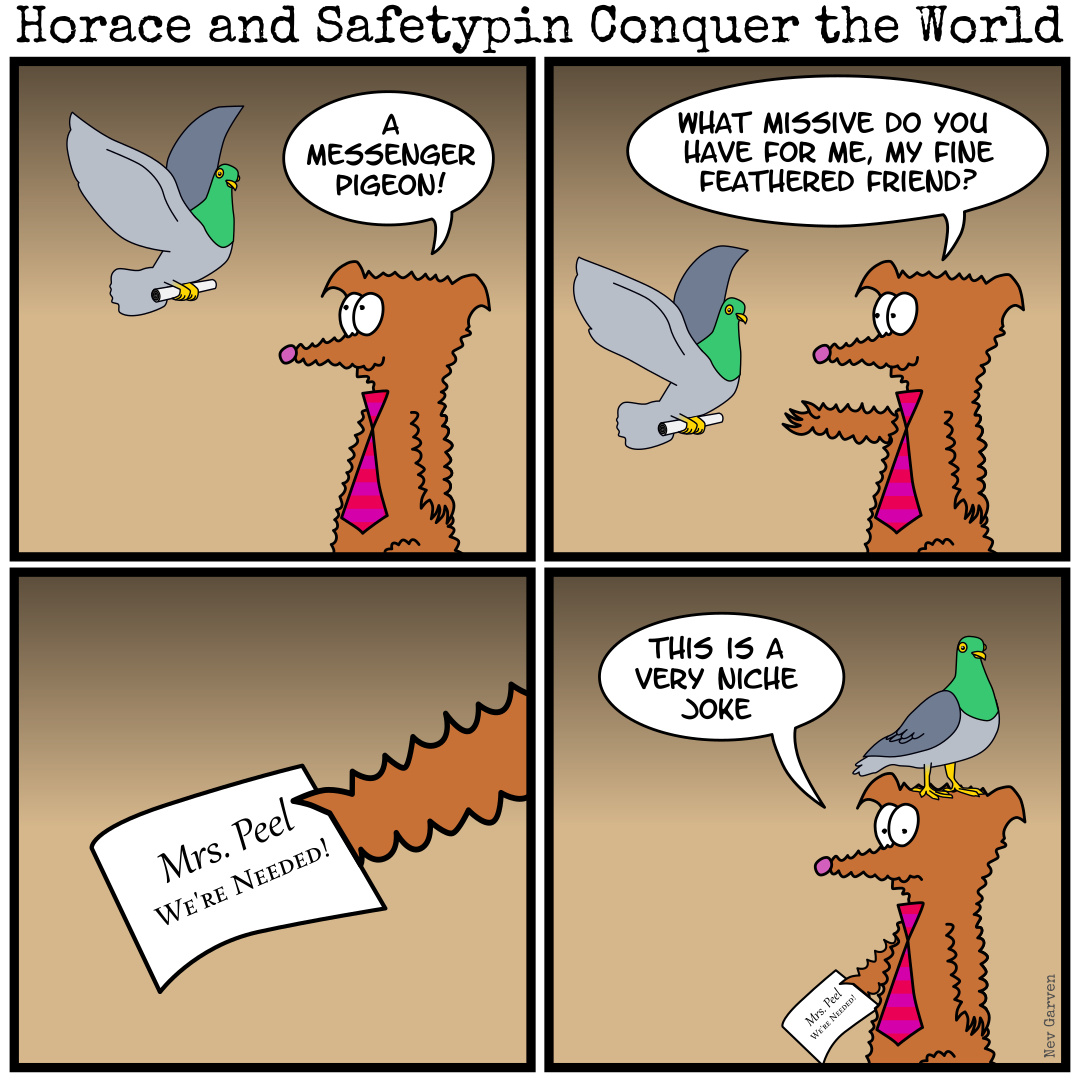 Horace and Safetypin Conquer the World
A
MESSENGER
PIGEON!
WHAT MISSIVE DO YOU
HAVE FOR ME, MY FINE
FEATHERED FRIEND?
Mrs. Peel
We're Needed!
THIS IS A
VERY NICHE
JOKE
Mrs. Peel
We're Needed!
Nev Garven